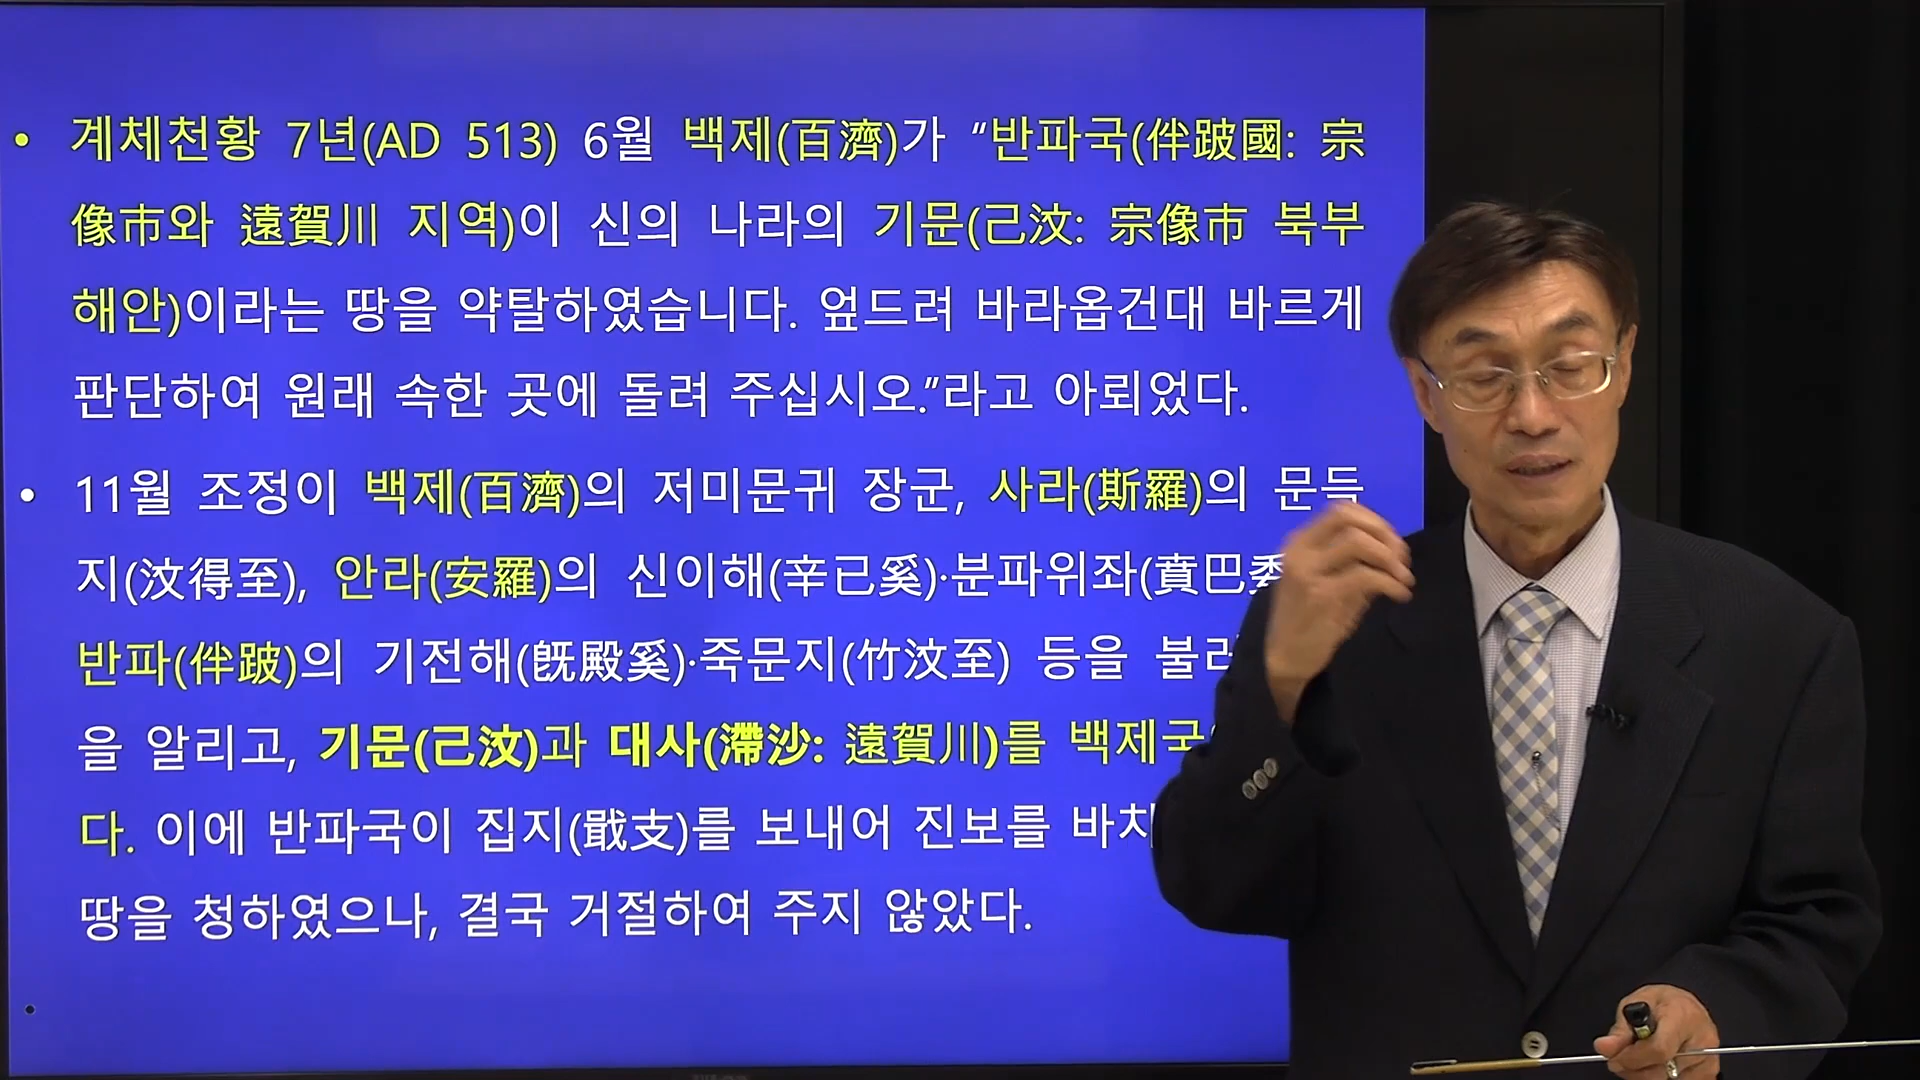 • 계체천황 7년(AD 513) 6월 백제(百濟)가 “반파국(伴跛國: 宗
像市와 遠賀川 지역)이 신의 나라의 기문(己汶: 宗像市 북부
해안)이라는 땅을 약탈하였습니다. 엎드려 바라옵건대 바르게
판단하여 원래 속한 곳에 돌려 주십시오.”라고 아뢰었다.
• 11월 조정이 백제(百濟)의 저미문귀 장군, 사라(斯羅)의 문득
지(汶得至), 안라(安羅)의 신이해(辛已奚)·분파위좌(賁巴委
반파(伴跛)의 기전해(旣殿奚)·죽문지(竹汶至) 등을
을 알리고, 기문(己汶)과 대사(滯沙: 遠賀川)를 백제국
다. 이에 반파국이 집지(戢支)를 보내어 진보를
땅을 청하였으나, 결국 거절하여 주지 않았다.
•